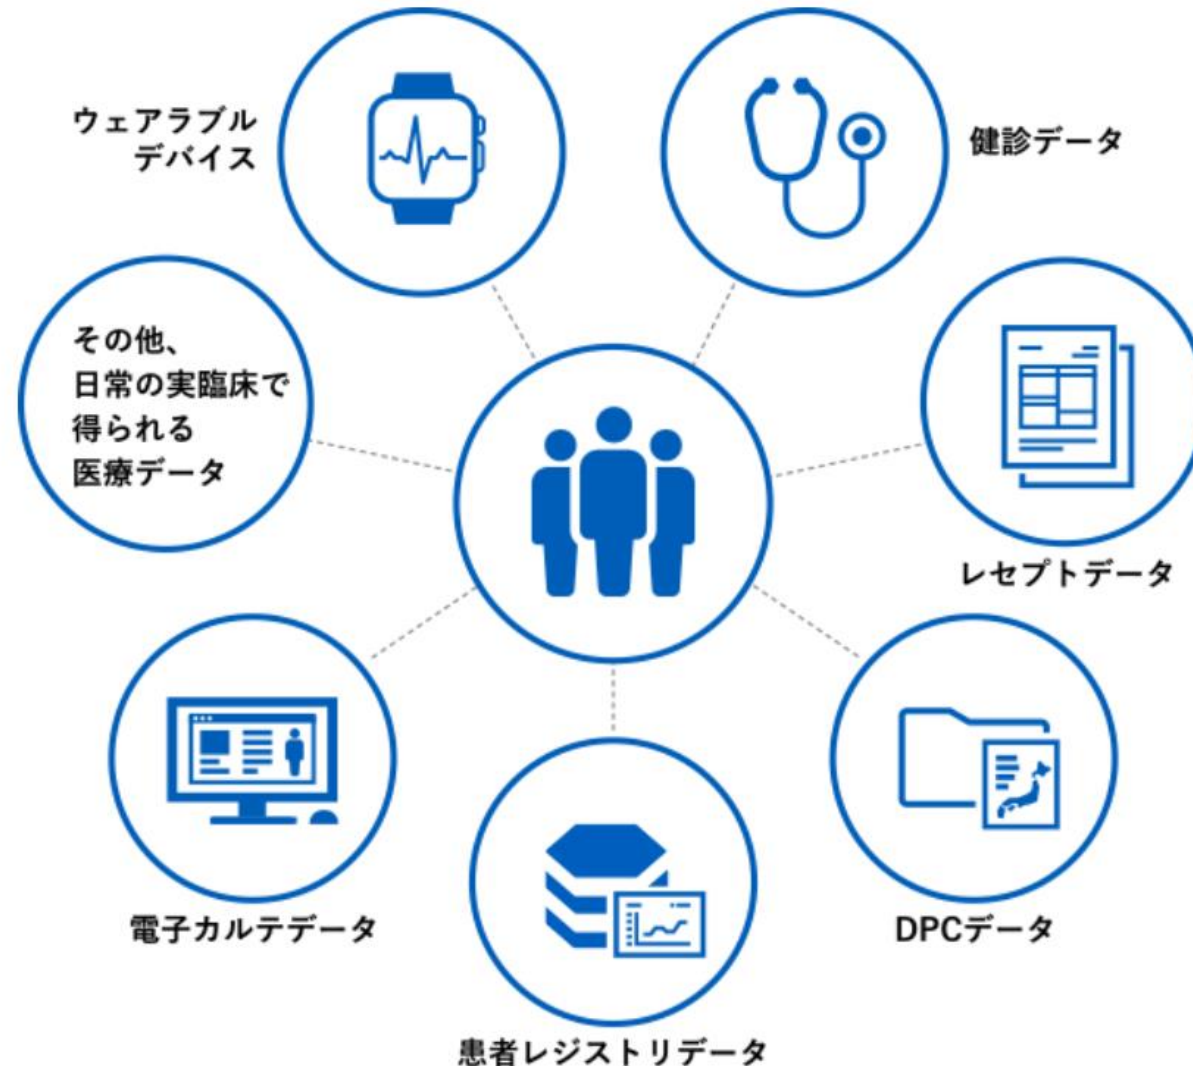 ウェアラブル
デバイス
健診データ
その他、
日常の実臨床で
得られる
医療データ
レセプトデータ
電子カルテデータ
DPCデータ
患者レジストリデータ